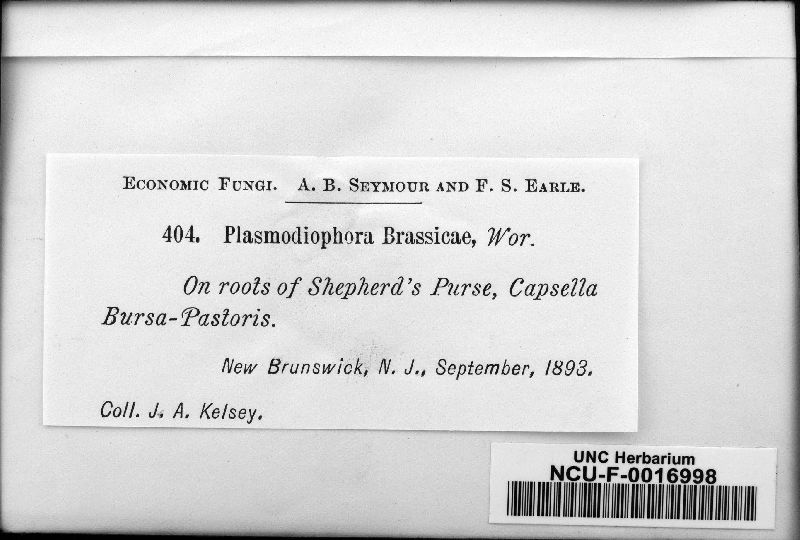 ECONOMIC FUNGI. A. B. SEYMOUR AND F. S. EARLE.
404. Plasmodiophora Brassicae, Wor.
On roots of Shepherd's Purse, Capsella
Bursa-Pastoris.
New Brunswick, N. J., September, 1893.
Coll. J. A. Kelsey.
UNC Herbarium
NCU-F-0016998